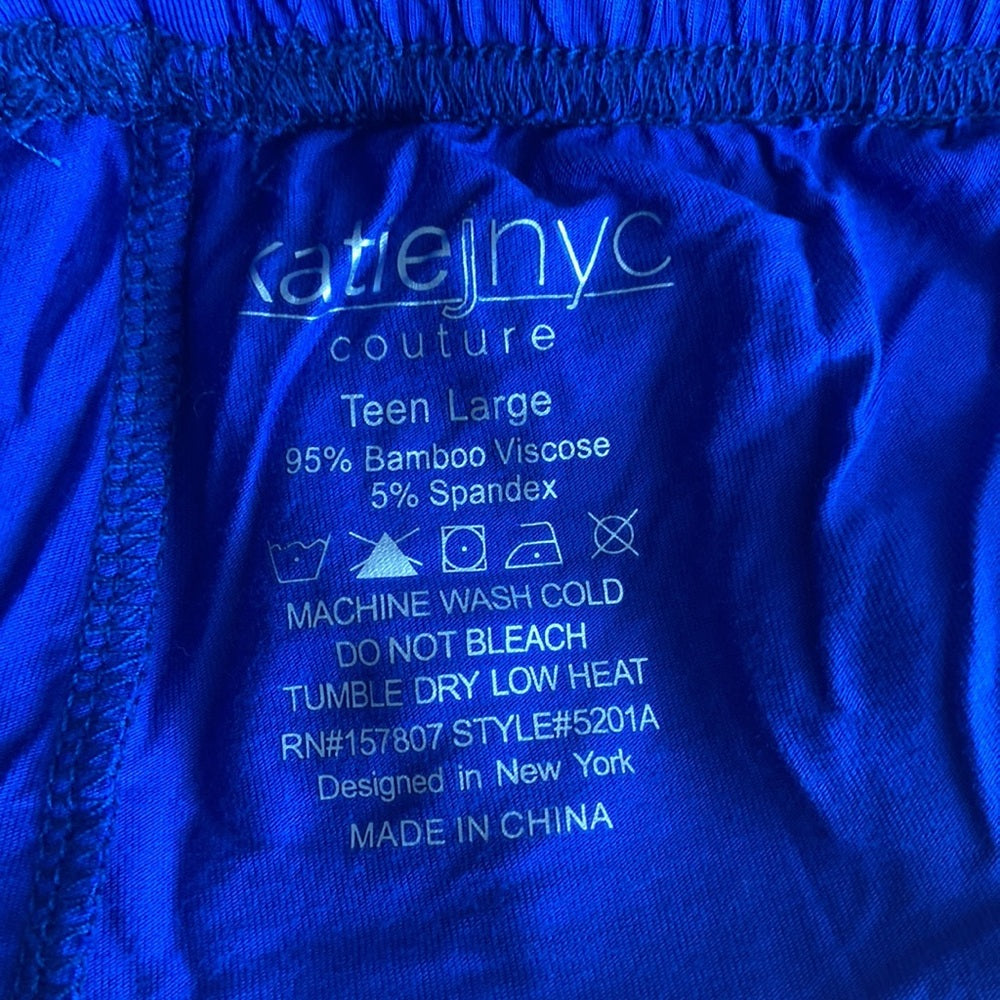 katiejnyc
couture
Teen Large
95% Bamboo Viscose
5% Spandex
MACHINE WASH COLD
DO NOT BLEACH
TUMBLE DRY LOW HEAT
RN#157807 STYLE#5201A
Designed in New York
MADE IN CHINA